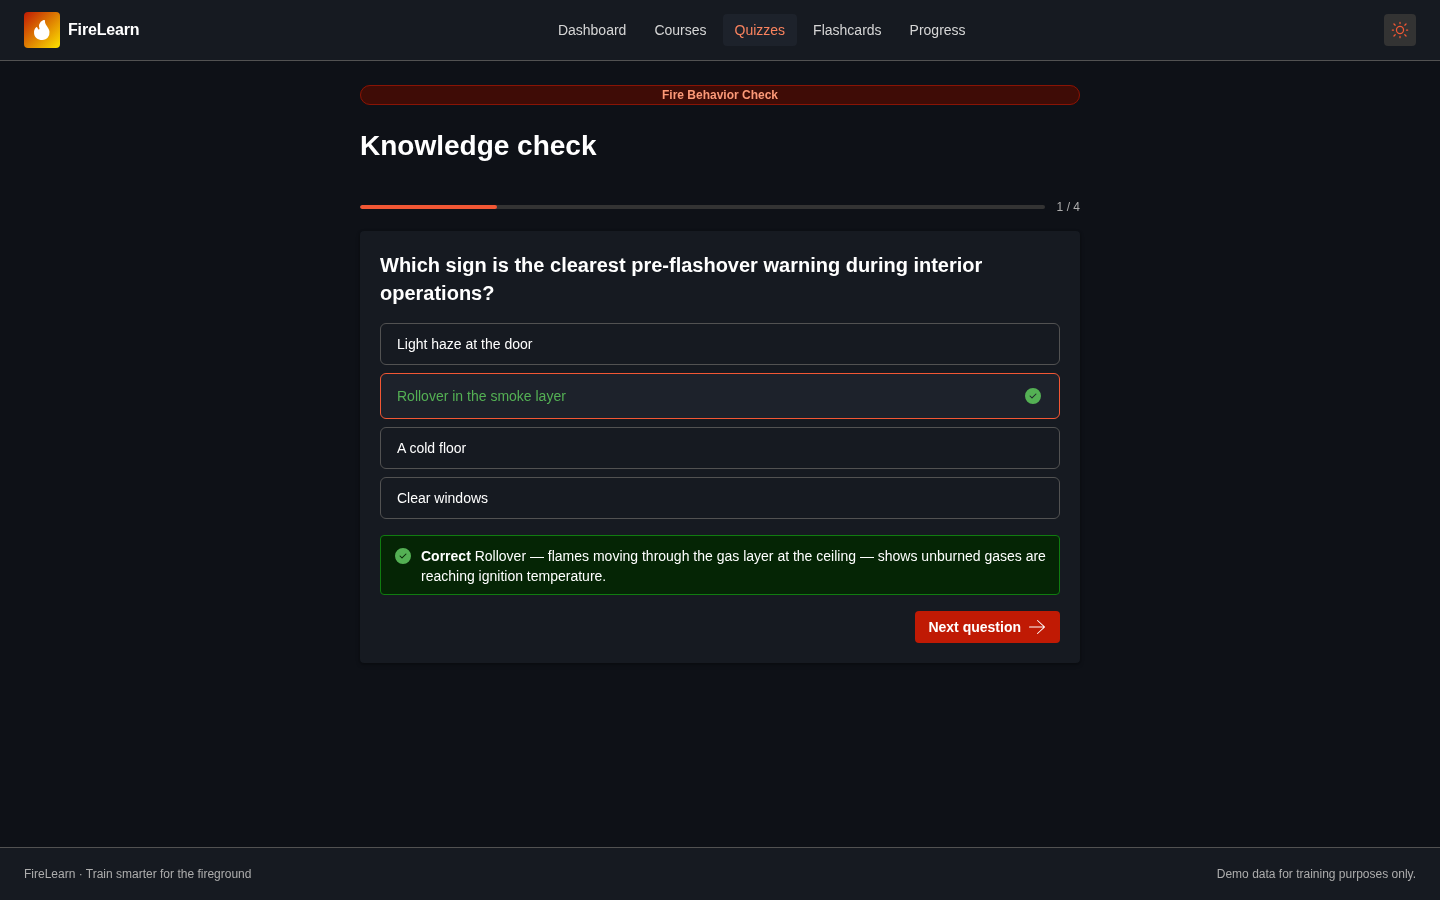 FireLearn
Dashboard
Courses
Quizzes
Flashcards
Progress
Fire Behavior Check
Knowledge check
1 / 4
Which sign is the clearest pre-flashover warning during interior
operations?
Light haze at the door
Rollover in the smoke layer
A cold floor
Clear windows
Correct Rollover — flames moving through the gas layer at the ceiling — shows unburned gases are
reaching ignition temperature.
Next question
FireLearn · Train smarter for the fireground
Demo data for training purposes only.